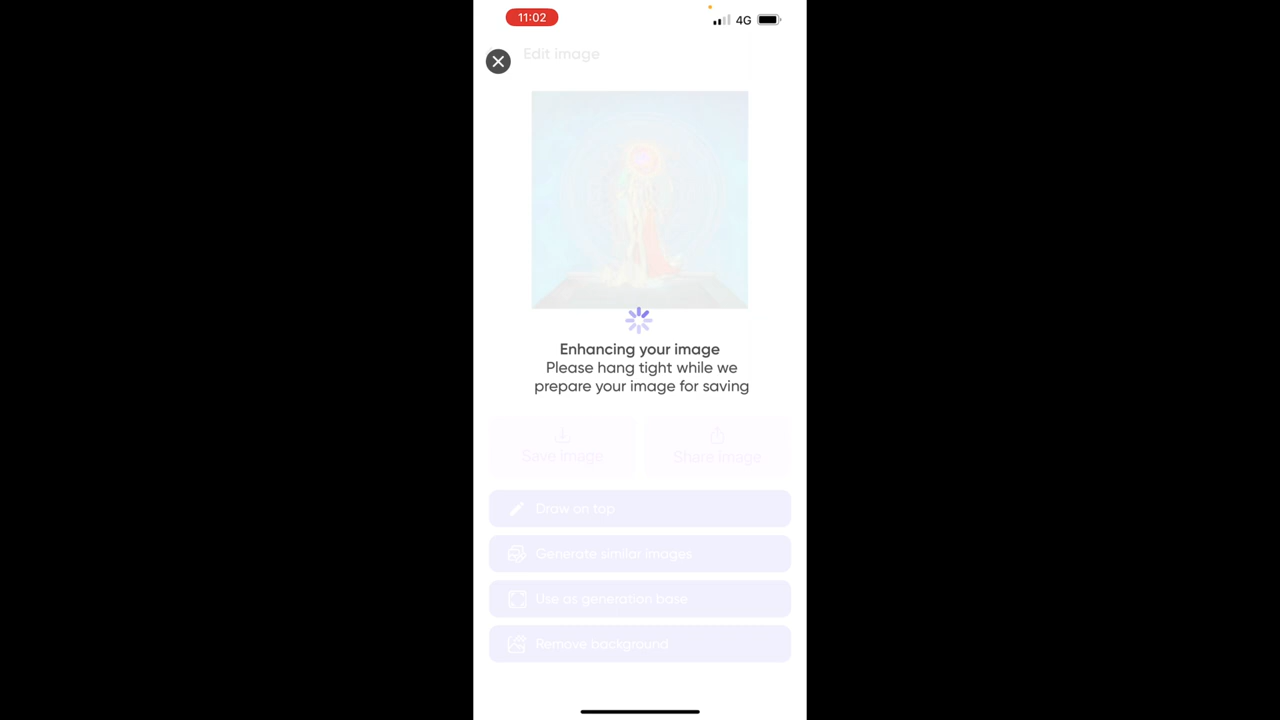 11:02
4G
Edit image
Enhancing your image
Please hang tight while we
prepare your image for saving
Save image
Share image
Draw on top
Generate similar images
Use as generation base
Remove background